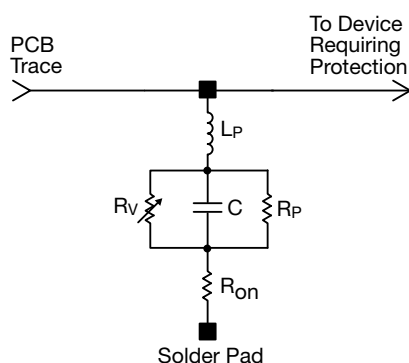 PCB
Trace
To Device
Requiring
Protection
LP
RV
C
RP
Ron
Solder Pad